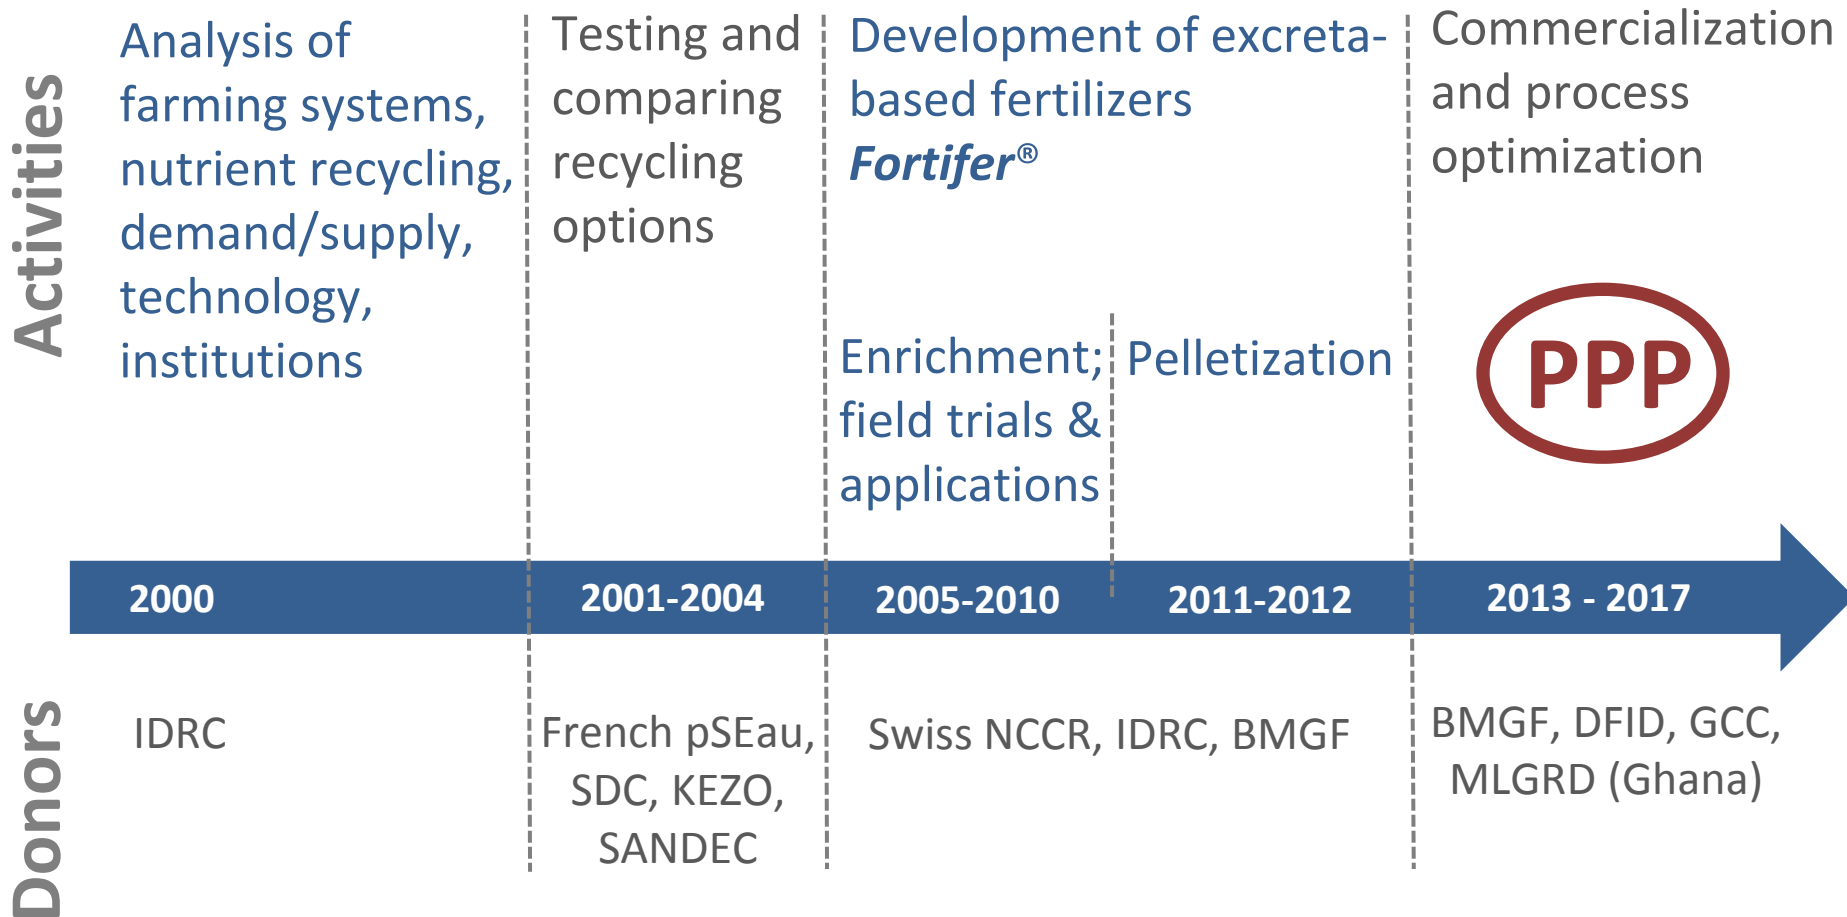 Activities
Analysis of
farming systems,
nutrient recycling,
demand/supply,
technology,
institutions
Testing and
comparing
recycling
options
Development of excreta-
based fertilizers
Fortifer®
Enrichment;
field trials &
applications
Pelletization
Commercialization
and process
optimization
PPP
2000
2001-2004
2005-2010
2011-2012
2013 - 2017
Donors
IDRC
French pSEau,
SDC, KEZO,
SANDEC
Swiss NCCR, IDRC, BMGF
BMGF, DFID, GCC,
MLGRD (Ghana)